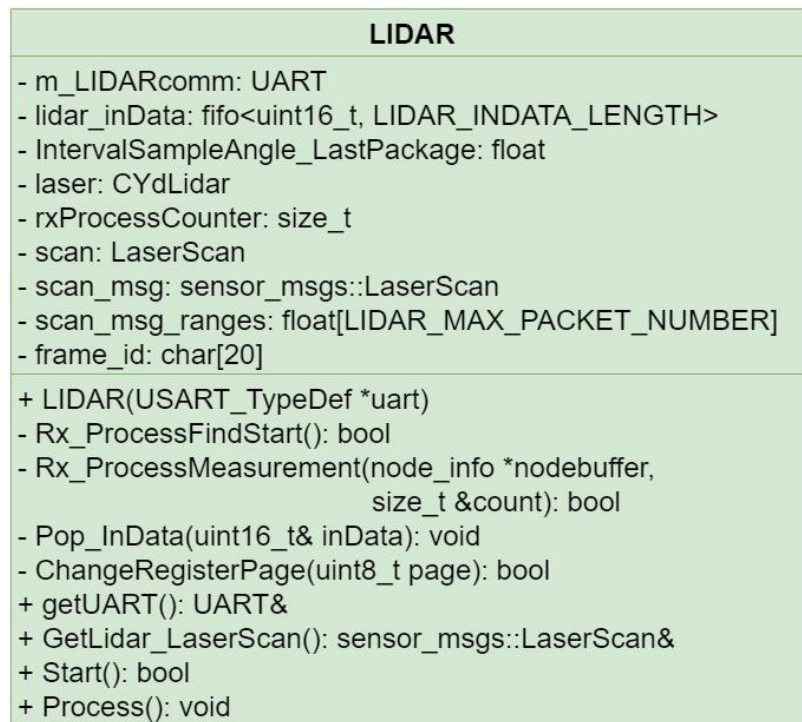 LIDAR
- m_LIDARcomm: UART
- lidar_inData: fifo<uint16_t, LIDAR_INDATA_LENGTH>
- IntervalSampleAngle_LastPackage: float
- laser: CYdLidar
- rxProcessCounter: size_t
- scan: LaserScan
- scan_msg: sensor_msgs::LaserScan
- scan_msg_ranges: float[LIDAR_MAX_PACKET_NUMBER]
- frame_id: char[20]
+ LIDAR(USART_TypeDef *uart)
- Rx_ProcessFindStart(): bool
- Rx_ProcessMeasurement(node_info *nodebuffer,
size_t &count): bool
- Pop_InData(uint16_t& inData): void
- ChangeRegisterPage(uint8_t page): bool
+ getUART(): UART&
+ GetLidar_LaserScan(): sensor_msgs::LaserScan&
+ Start(): bool
+ Process(): void